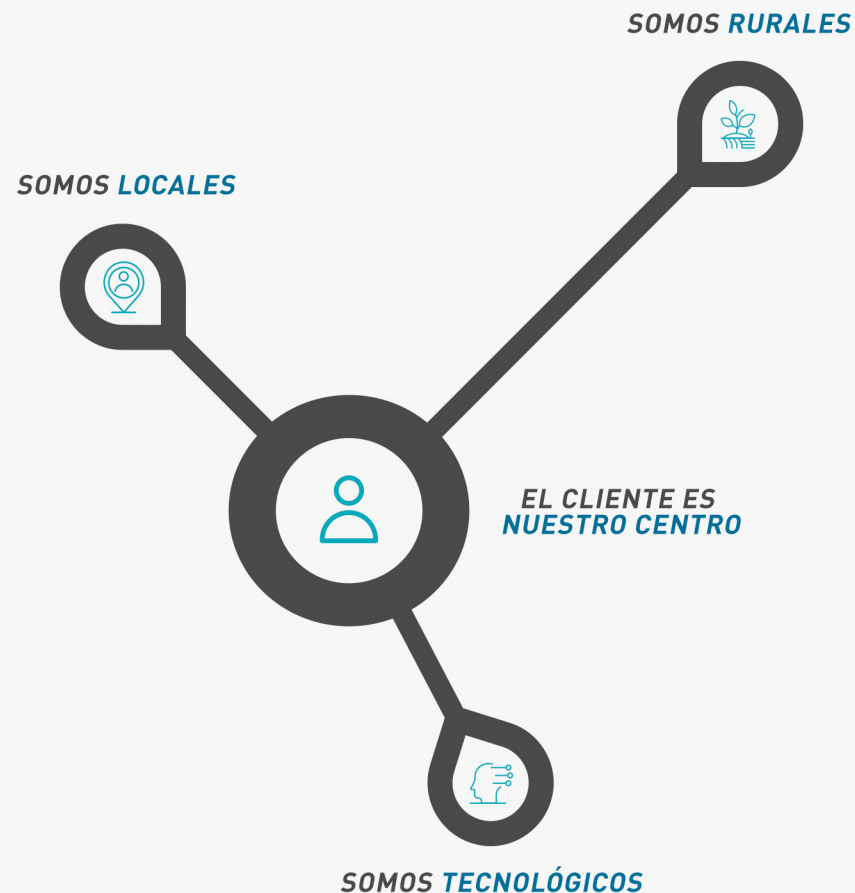 SOMOS RURALES
SOMOS LOCALES
EL CLIENTE ES
NUESTRO CENTRO
SOMOS TECNOLÓGICOS